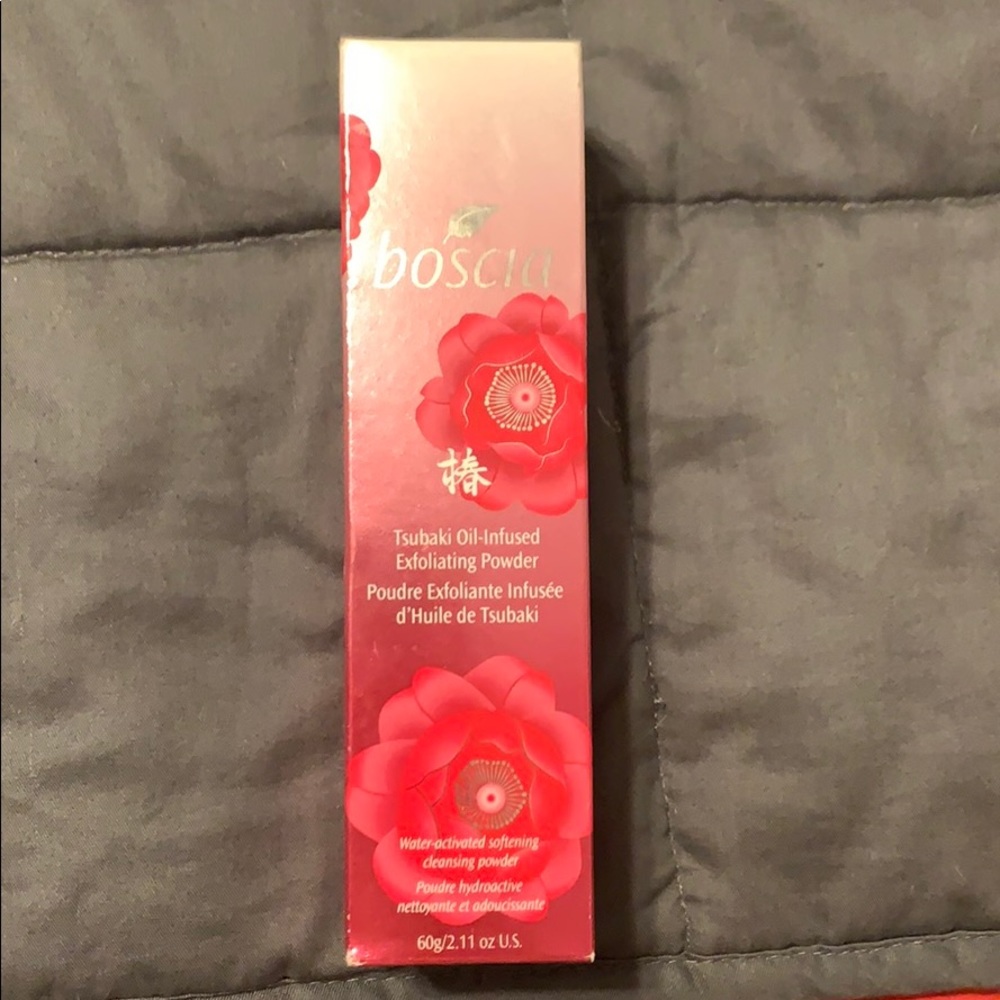 boscia
椿
Tsubaki Oil-Infused
Exfoliating Powder
Poudre Exfoliante Infusée
d'Huile de Tsubaki
Water-activated softening
cleansing powder
Poudre hydroactive
nettoyante et adoucissante
60g/2.11 oz U.S.